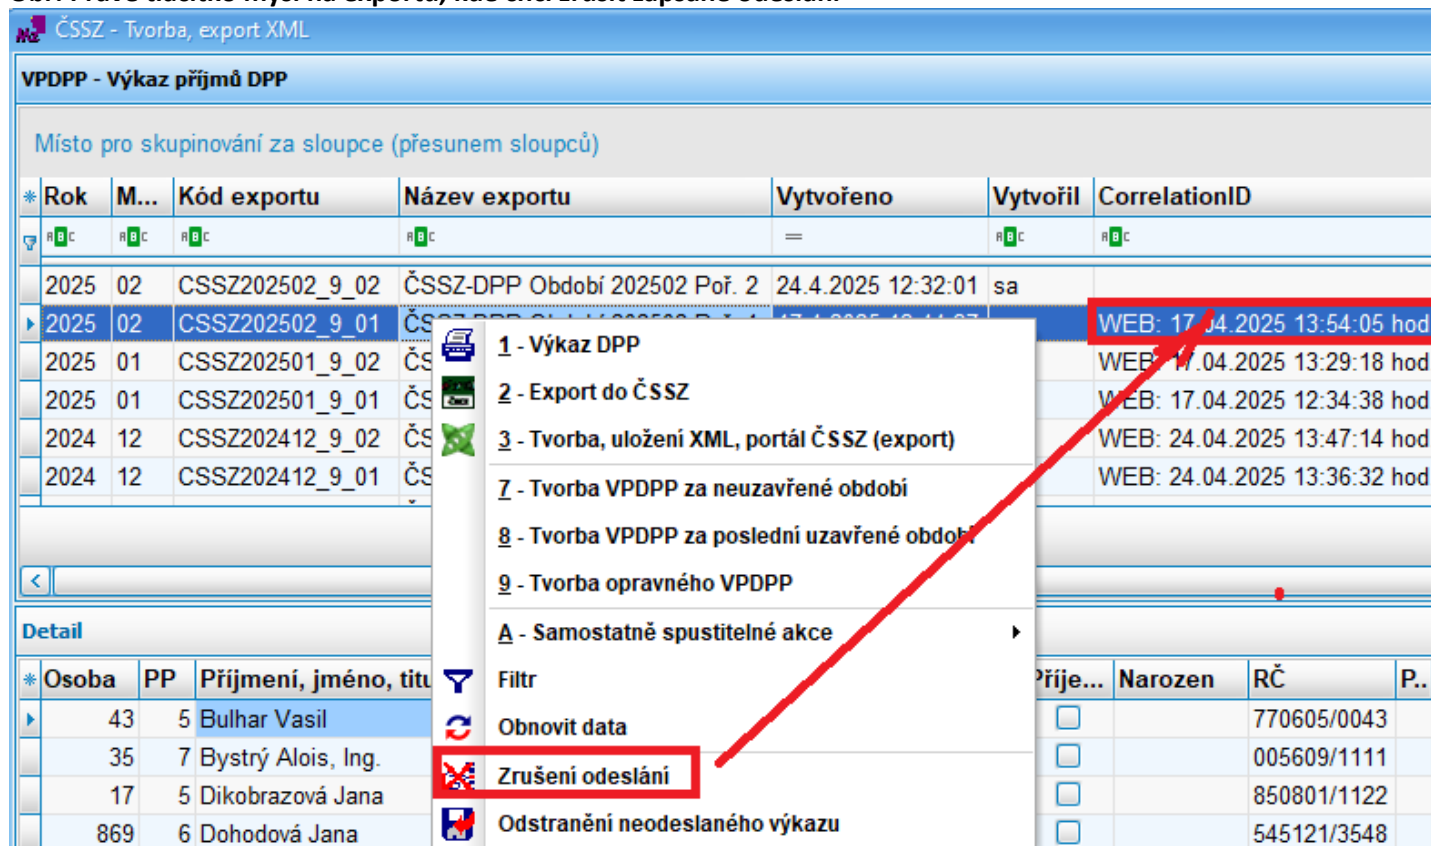 ČSSZ - Tvorba, export XML
VPDPP - Výkaz příjmů DPP
Místo pro skupinování za sloupce (přesunem sloupců)
Rok M... Kód exportu Název exportu Vytvořeno Vytvořil CorrelationID
2025 02 CSSZ202502_9_02 ČSSZ-DPP Období 202502 Poř. 2 24.4.2025 12:32:01 sa
2025 02 CSSZ202502_9_01 WEB: 17.04.2025 13:54:05 hod
2025 01 CSSZ202501_9_02 ČS WEB: 17.04.2025 13:29:18 hod
2025 01 CSSZ202501_9_01 ČS WEB: 17.04.2025 12:34:38 hod
2024 12 CSSZ202412_9_02 ČS WEB: 24.04.2025 13:47:14 hod
2024 12 CSSZ202412_9_01 ČS WEB: 24.04.2025 13:36:32 hod
1 - Výkaz DPP
2 - Export do ČSSZ
3 - Tvorba, uložení XML, portál ČSSZ (export)
7 - Tvorba VPDPP za neuzavřené období
8 - Tvorba VPDPP za poslední uzavřené období
9 - Tvorba opravného VPDPP
A - Samostatně spustitelné akce
Filtr
Obnovit data
Zrušení odeslání
Odstranění neodeslaného výkazu
Detail
Osoba PP Příjmení, jméno, titu Příje... Narozen RČ P..
43 5 Bulhar Vasil 770605/0043
35 7 Bystrý Alois, Ing. 005609/1111
17 5 Dikobrazová Jana 850801/1122
869 6 Dohodová Jana 545121/3548